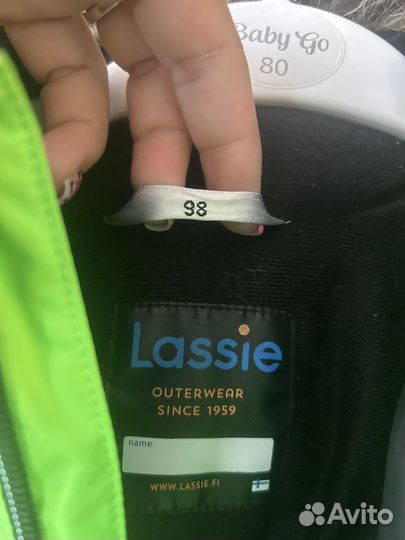 Baby Go
80
98
Lassie
OUTERWEAR
SINCE 1959
name
WWW.LASSIE.FI
Avito